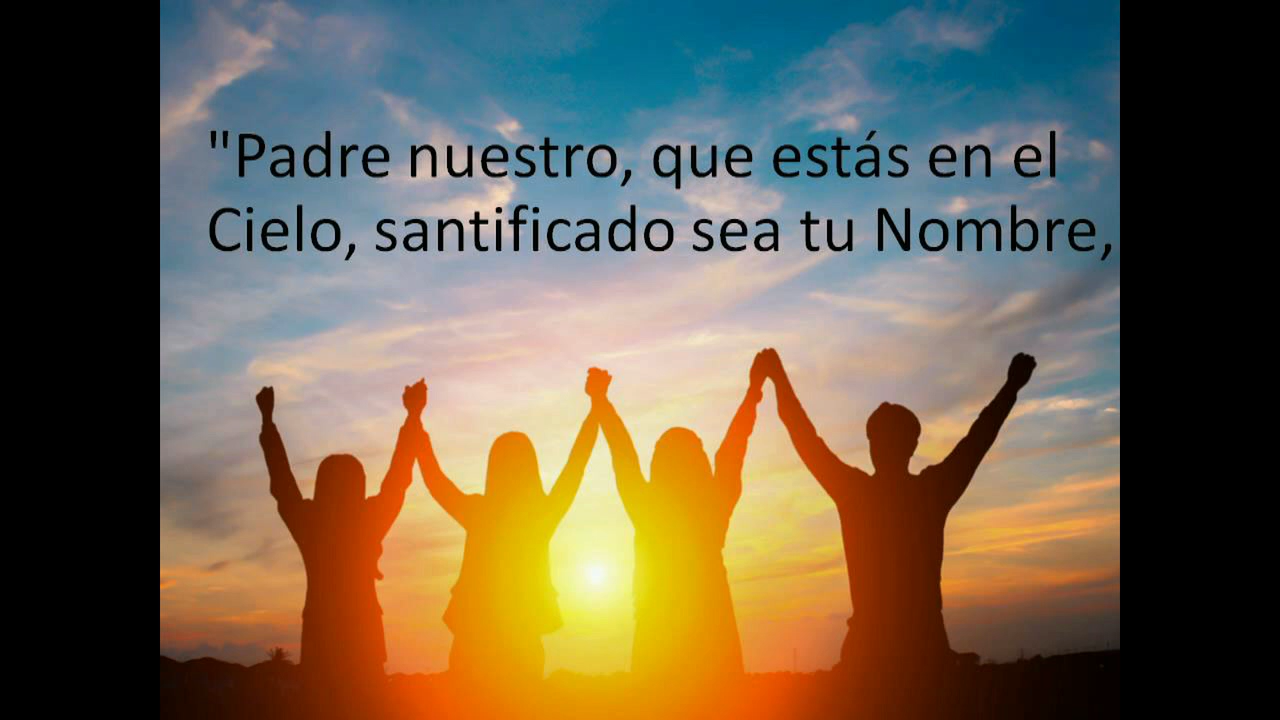 "Padre nuestro, que estás en el
Cielo, santificado sea tu Nombre,